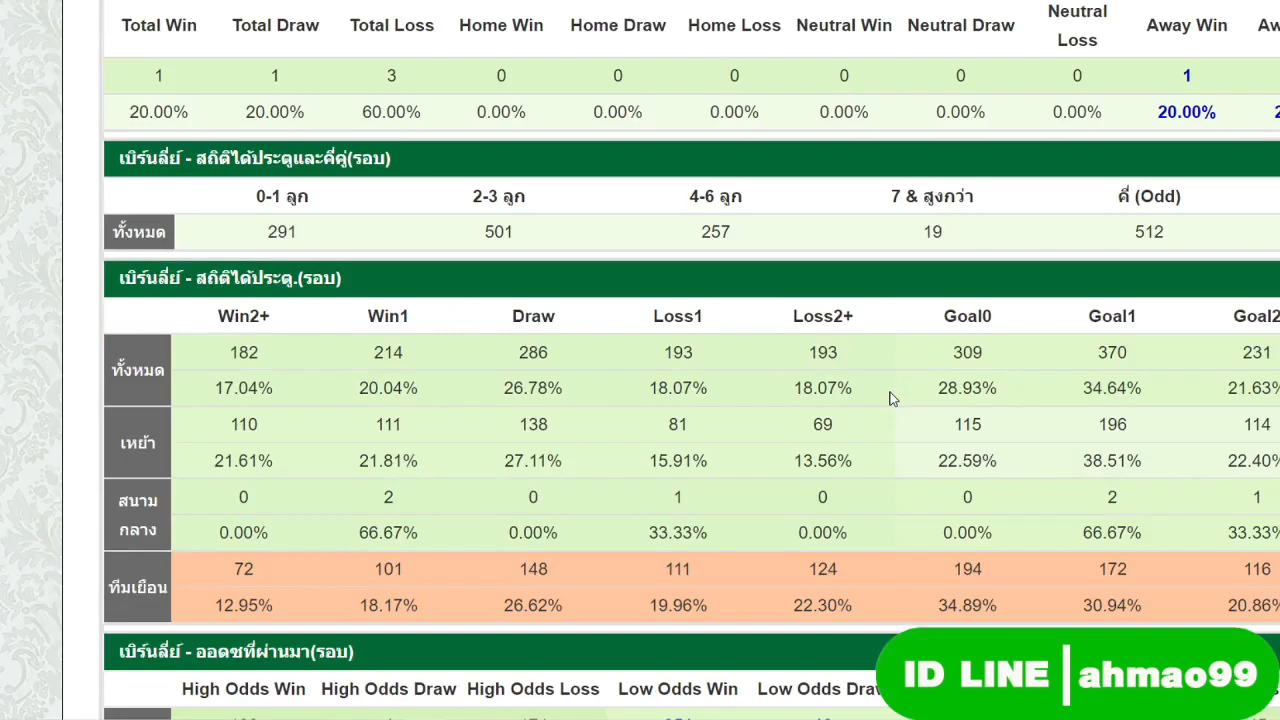 Total Win Total Draw Total Loss Home Win Home Draw Home Loss Neutral Win Neutral Draw Neutral Loss Away Win
1 1 3 0 0 0 0 0 0 1
20.00% 20.00% 60.00% 0.00% 0.00% 0.00% 0.00% 0.00% 0.00% 20.00%
เบิร์นลี่ย์ - สถิติได้ประตูและคี่คู่(รอบ)
0-1 ลูก 2-3 ลูก 4-6 ลูก 7 & สูงกว่า คี่ (Odd)
ทั้งหมด 291 501 257 19 512
เบิร์นลี่ย์ - สถิติได้ประตู.(รอบ)
Win2+ Win1 Draw Loss1 Loss2+ Goal0 Goal1 Goal2
ทั้งหมด 182 214 286 193 193 309 370 231
17.04% 20.04% 26.78% 18.07% 18.07% 28.93% 34.64% 21.63%
เหย้า 110 111 138 81 69 115 196 114
21.61% 21.81% 27.11% 15.91% 13.56% 22.59% 38.51% 22.40%
สนาม กลาง 0 2 0 1 0 0 2 1
0.00% 66.67% 0.00% 33.33% 0.00% 0.00% 66.67% 33.33%
ทีมเยือน 72 101 148 111 124 194 172 116
12.95% 18.17% 26.62% 19.96% 22.30% 34.89% 30.94% 20.86%
เบิร์นลี่ย์ - ออดซที่ผ่านมา(รอบ)
High Odds Win High Odds Draw High Odds Loss Low Odds Win Low Odds Draw
ID LINE ahmao99